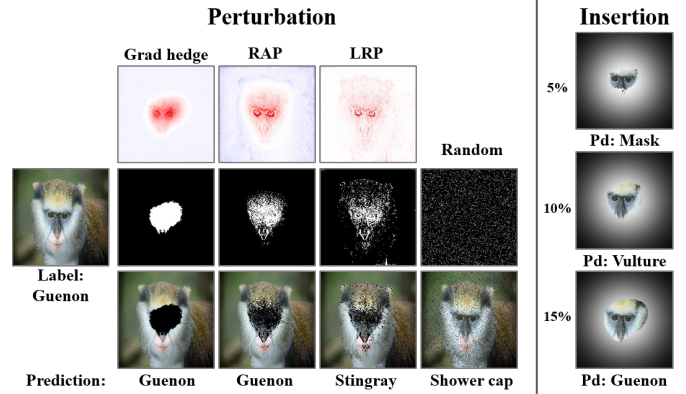 Perturbation
Insertion
Grad hedge
RAP
LRP
Random
5%
Pd: Mask
10%
Pd: Vulture
15%
Pd: Guenon
Label:
Guenon
Prediction:
Guenon
Guenon
Stingray
Shower cap